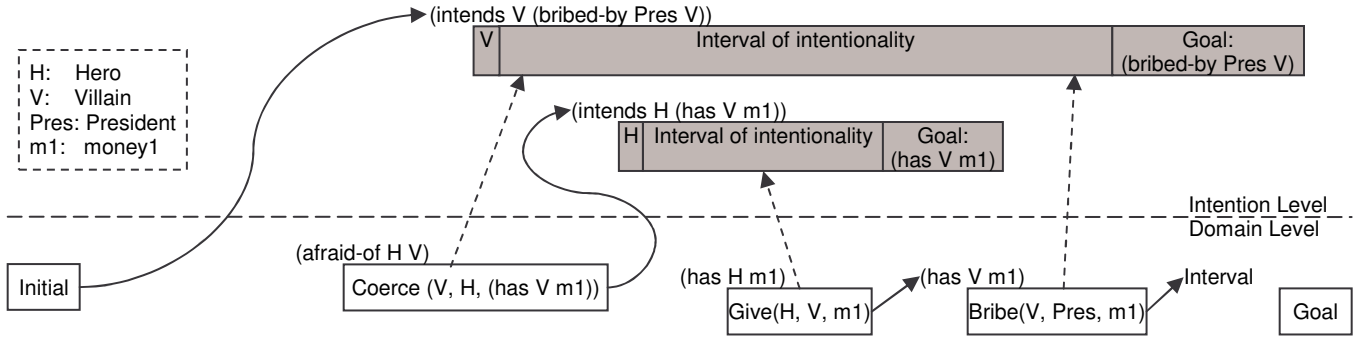 (intends V (bribed-by Pres V))
V
Interval of intentionality
Goal:
(bribed-by Pres V)
H: Hero
V: Villain
Pres: President
m1: money1
(intends H (has V m1))
H
Interval of intentionality
Goal:
(has V m1)
Intention Level
Domain Level
(afraid-of H V)
(has H m1)
(has V m1)
Interval
Initial
Coerce (V, H, (has V m1))
Give(H, V, m1)
Bribe(V, Pres, m1)
Goal